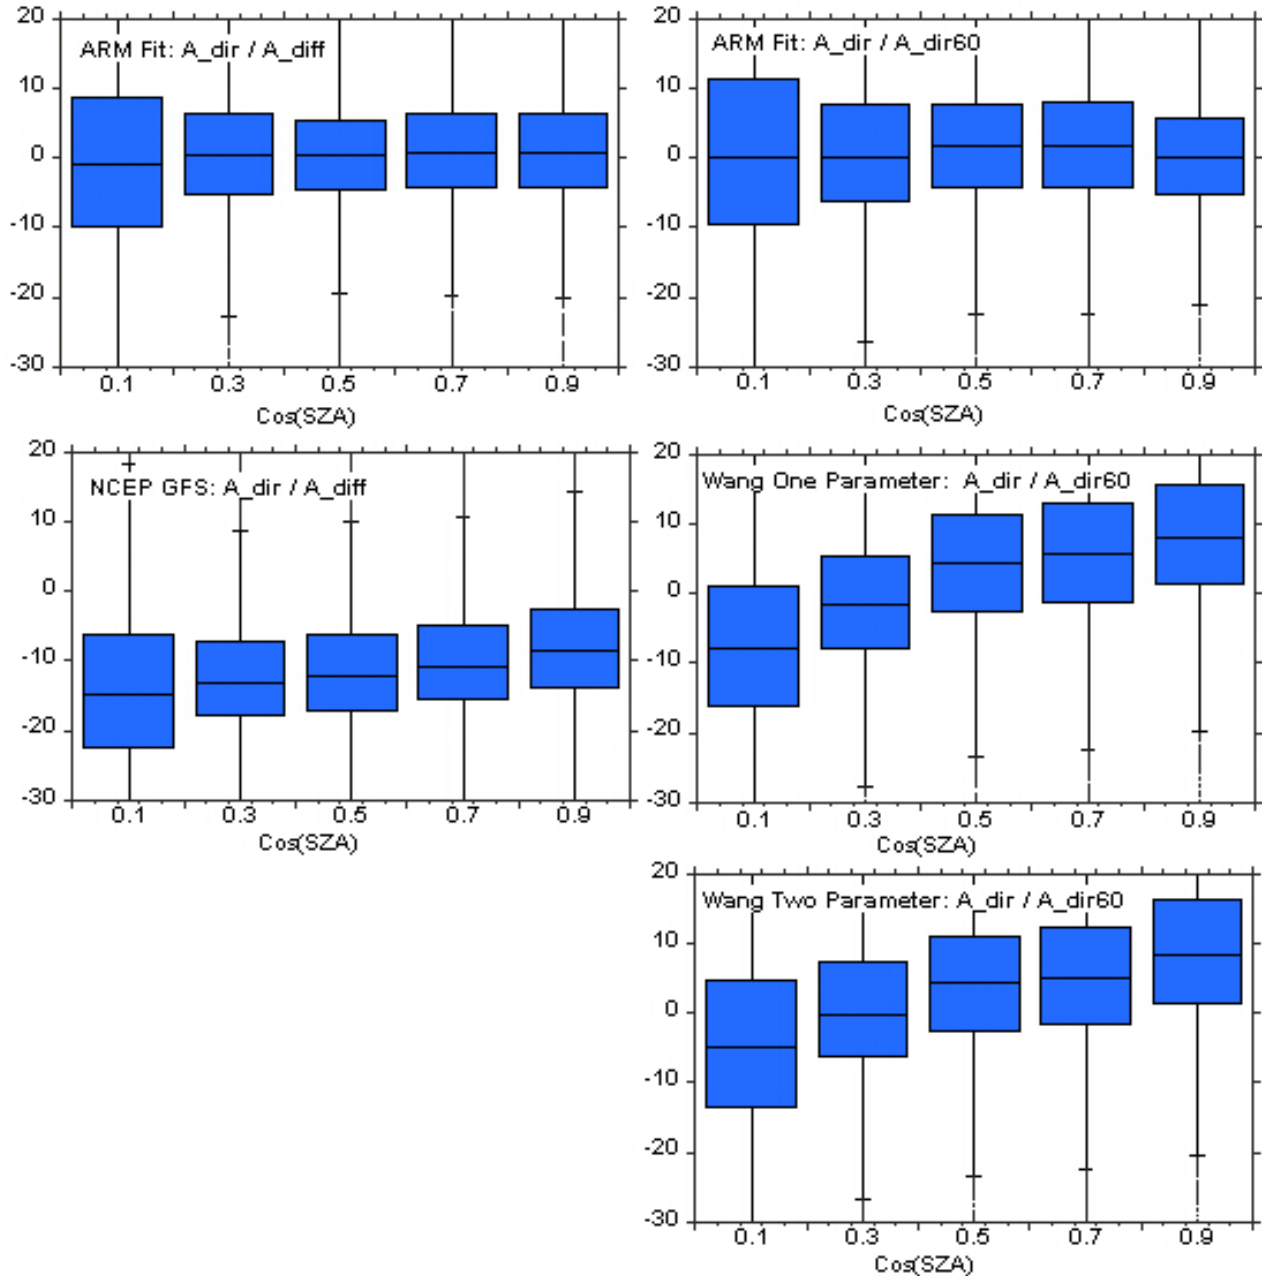 ARM Fit: A_dir / A_diff
20
10
0
-10
-20
-30
0.1 0.3 0.5 0.7 0.9
Cos(SZA)
ARM Fit: A_dir / A_dir60
20
10
0
-10
-20
-30
0.1 0.3 0.5 0.7 0.9
Cos(SZA)
NCEP GFS: A_dir / A_diff
20
10
0
-10
-20
-30
0.1 0.3 0.5 0.7 0.9
Cos(SZA)
Wang One Parameter: A_dir / A_dir60
20
10
0
-10
-20
-30
0.1 0.3 0.5 0.7 0.9
Cos(SZA)
Wang Two Parameter: A_dir / A_dir60
20
10
0
-10
-20
-30
0.1 0.3 0.5 0.7 0.9
Cos(SZA)